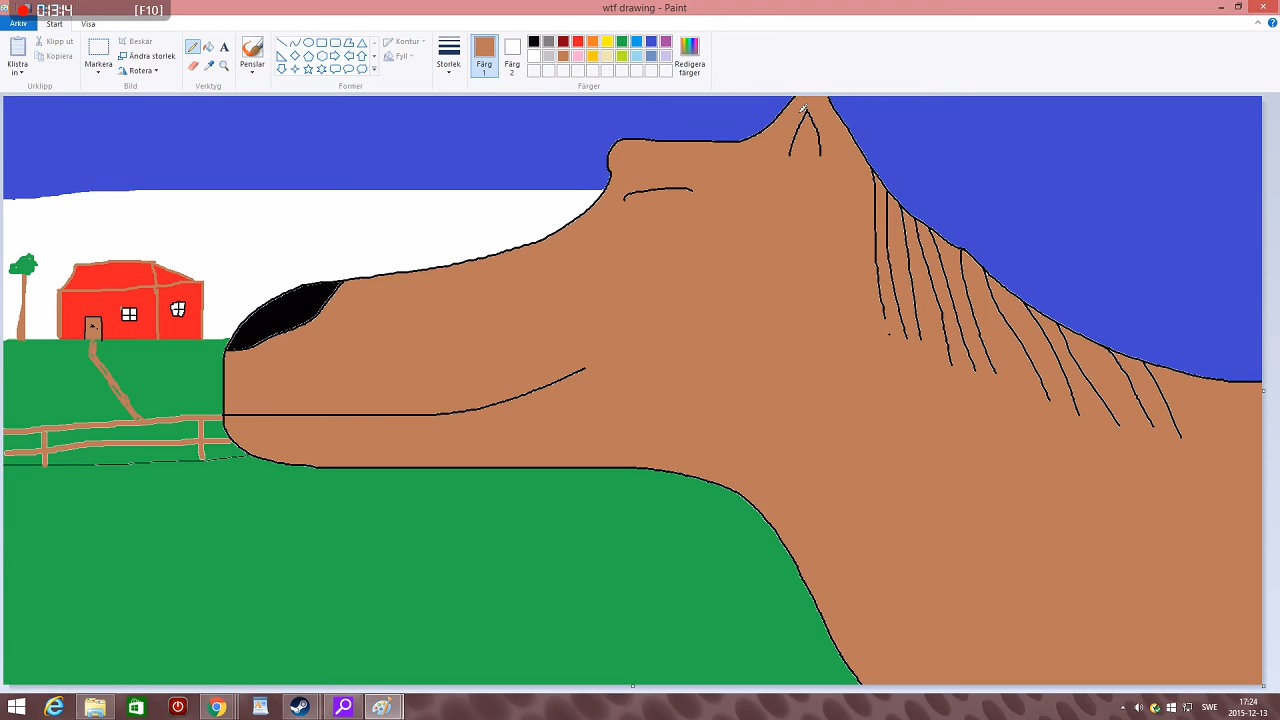 0:13:14 [F10]
wtf drawing - Paint
Arkiv Start Visa
Klistra in
Klipp ut
Kopiera
Urklipp
Markera
Beskär
Ändra storlek
Rotera
Bild
A
Verktyg
Penslar
Kontur
Fyll
Former
Storlek
Färg 1
Färg 2
Redigera färger
Färger
SWE
17:24
2015-12-13